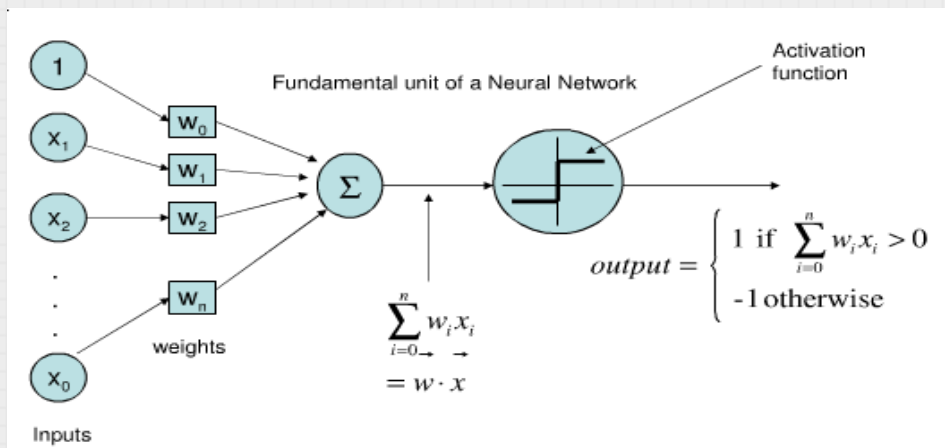 Fundamental unit of a Neural Network
Activation
function
1
x₁
x₂
.
.
.
x₀
Inputs
w₀
w₁
w₂
wₙ
weights
Σ
n
∑ wᵢxᵢ
i=0
= w⃗ · x⃗
output = { 1 if n∑i=0 wᵢxᵢ > 0
-1 otherwise